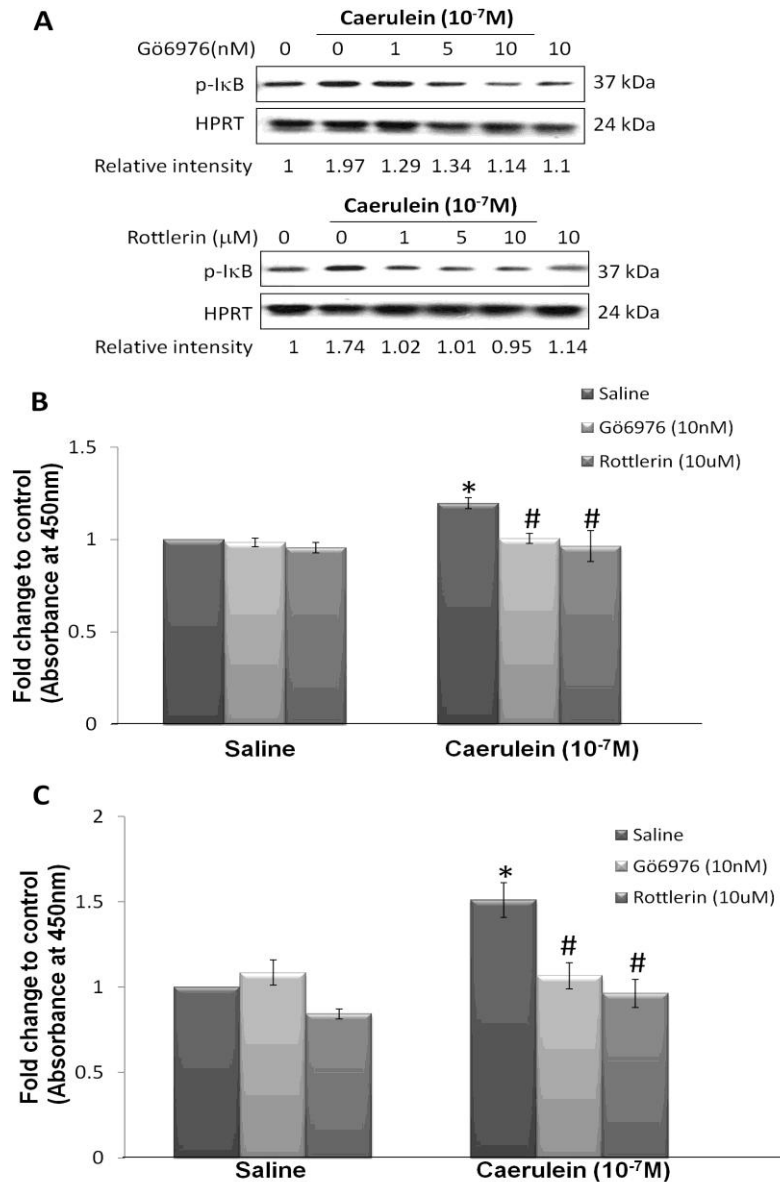 A
Caerulein (10⁻⁷M)
Gö6976(nM) 0 0 1 5 10 10
p-IκB 37 kDa
HPRT 24 kDa
Relative intensity 1 1.97 1.29 1.34 1.14 1.1
Caerulein (10⁻⁷M)
Rottlerin (μM) 0 0 1 5 10 10
p-IκB 37 kDa
HPRT 24 kDa
Relative intensity 1 1.74 1.02 1.01 0.95 1.14
B
Saline
Gö6976 (10nM)
Rottlerin (10uM)
Fold change to control
(Absorbance at 450nm)
1.5
1
0.5
0
*
#
#
Saline Caerulein (10⁻⁷M)
C
Saline
Gö6976 (10nM)
Rottlerin (10uM)
Fold change to control
(Absorbance at 450nm)
2
1.5
1
0.5
0
*
#
#
Saline Caerulein (10⁻⁷M)